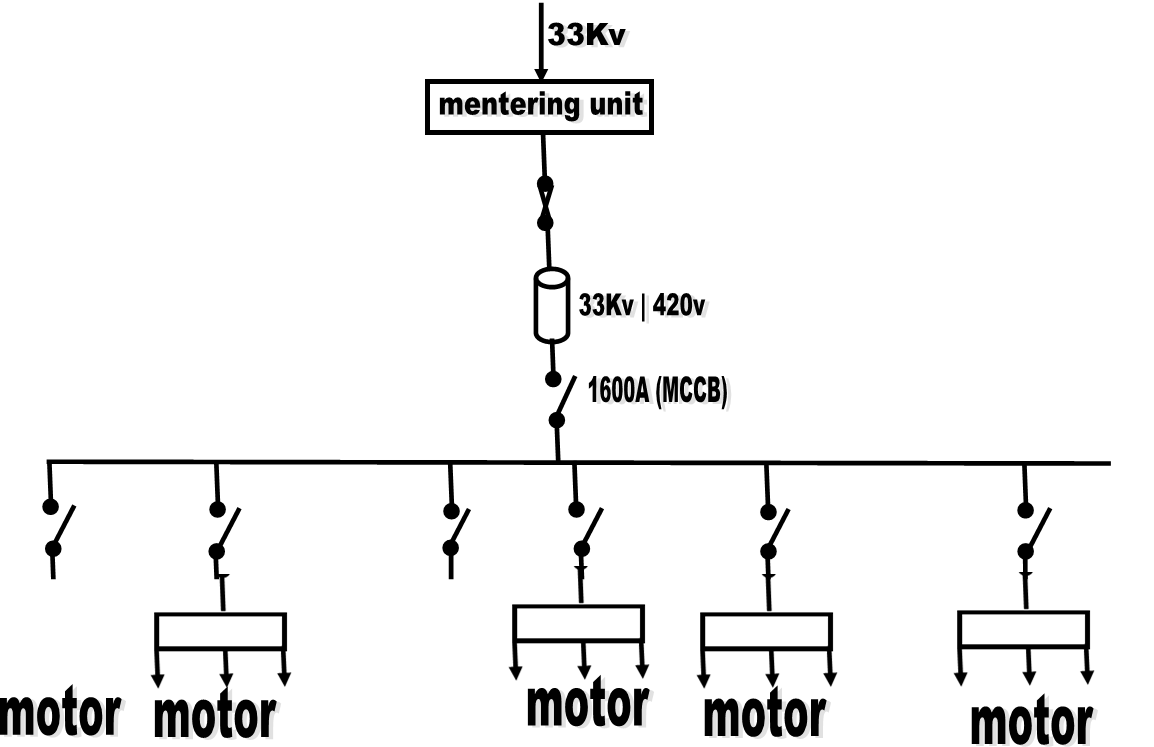 33Kv
mentering unit
33Kv | 420v
1600A (MCCB)
motor
motor
motor
motor
motor